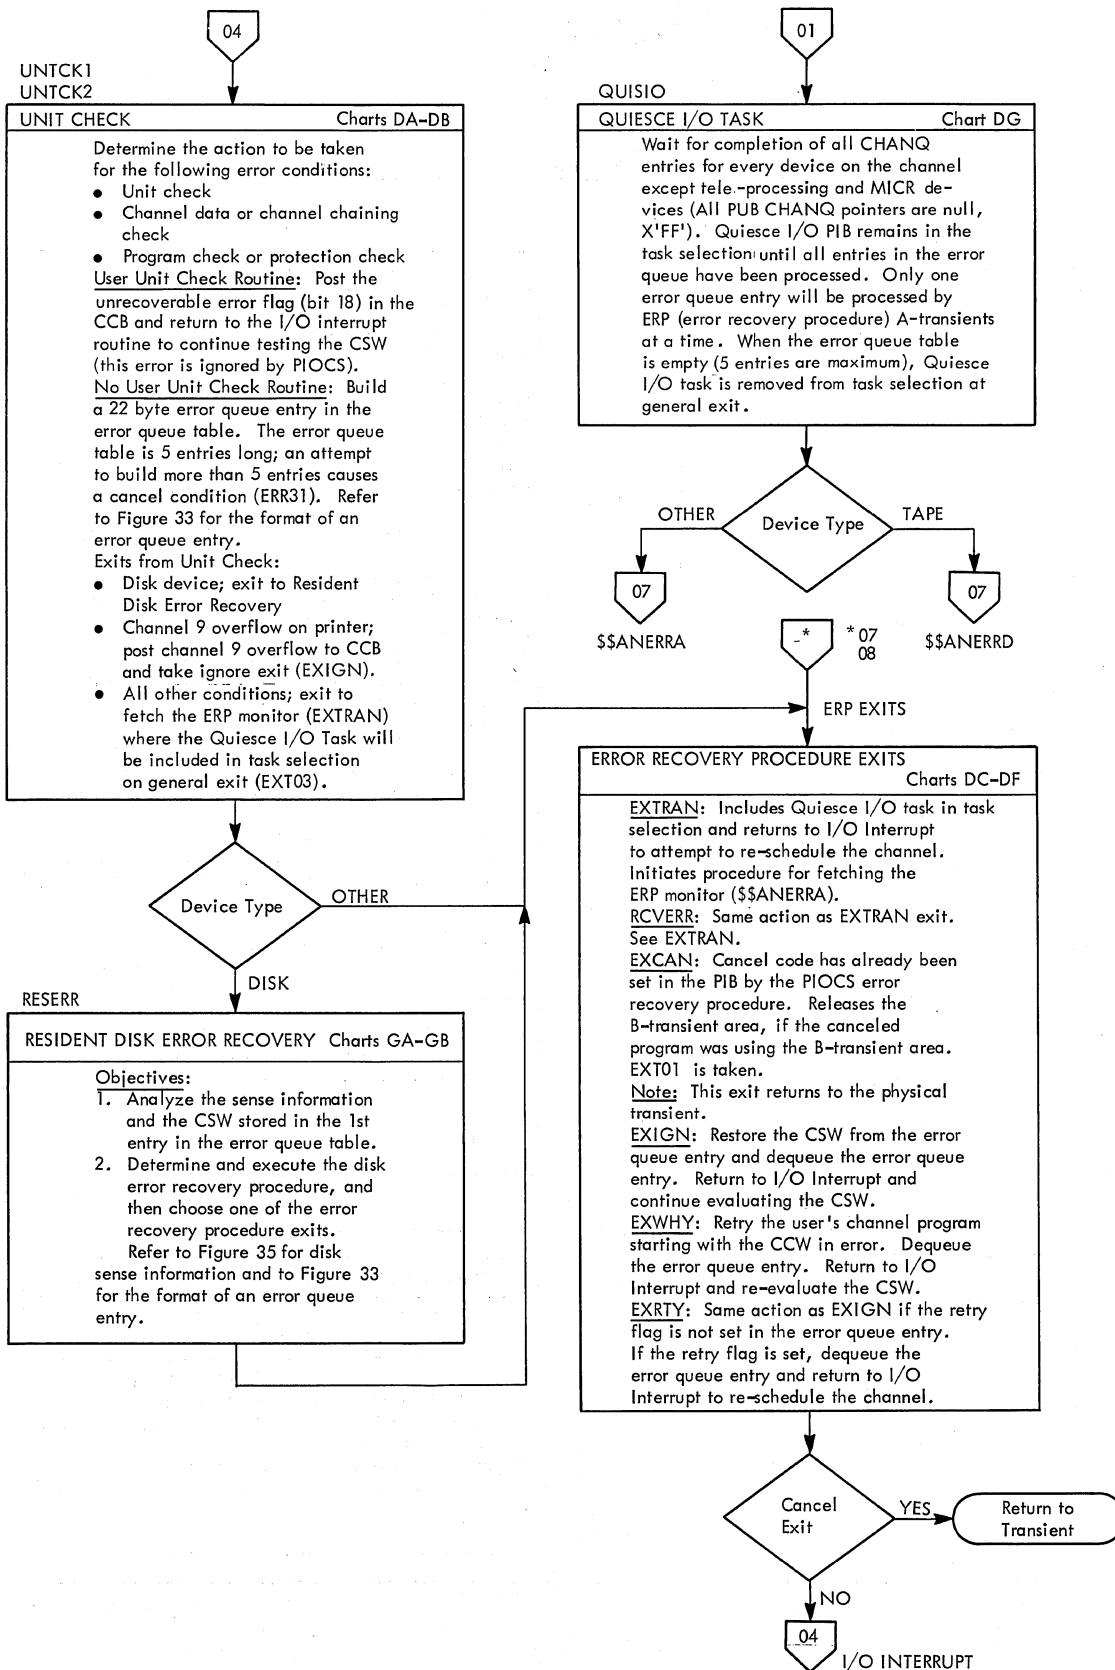 04
UNTCK1
UNTCK2
UNIT CHECK Charts DA-DB
Determine the action to be taken
for the following error conditions:
● Unit check
● Channel data or channel chaining
check
● Program check or protection check
User Unit Check Routine: Post the
unrecoverable error flag (bit 18) in the
CCB and return to the I/O interrupt
routine to continue testing the CSW
(this error is ignored by PIOCS).
No User Unit Check Routine: Build
a 22 byte error queue entry in the
error queue table. The error queue
table is 5 entries long; an attempt
to build more than 5 entries causes
a cancel condition (ERR31). Refer
to Figure 33 for the format of an
error queue entry.
Exits from Unit Check:
● Disk device; exit to Resident
Disk Error Recovery
● Channel 9 overflow on printer;
post channel 9 overflow to CCB
and take ignore exit (EXIGN).
● All other conditions; exit to
fetch the ERP monitor (EXTRAN)
where the Quiesce I/O Task will
be included in task selection
on general exit (EXT03).
Device Type
OTHER
DISK
RESERR
RESIDENT DISK ERROR RECOVERY Charts GA-GB
Objectives:
1. Analyze the sense information
and the CSW stored in the 1st
entry in the error queue table.
2. Determine and execute the disk
error recovery procedure, and
then choose one of the error
recovery procedure exits.
Refer to Figure 35 for disk
sense information and to Figure 33
for the format of an error queue
entry.
01
QUISIO
QUIESCE I/O TASK Chart DG
Wait for completion of all CHANQ
entries for every device on the channel
except tele-processing and MICR de-
vices (All PUB CHANQ pointers are null,
X'FF'). Quiesce I/O PIB remains in the
task selection until all entries in the error
queue have been processed. Only one
error queue entry will be processed by
ERP (error recovery procedure) A-transients
at a time. When the error queue table
is empty (5 entries are maximum), Quiesce
I/O task is removed from task selection at
general exit.
OTHER
Device Type
TAPE
07
07
$$ANERRA
-*
*07
08
$$ANERRD
ERP EXITS
ERROR RECOVERY PROCEDURE EXITS
Charts DC-DF
EXTRAN: Includes Quiesce I/O task in task
selection and returns to I/O Interrupt
to attempt to re-schedule the channel.
Initiates procedure for fetching the
ERP monitor ($$ANERRA).
RCVERR: Same action as EXTRAN exit.
See EXTRAN.
EXCAN: Cancel code has already been
set in the PIB by the PIOCS error
recovery procedure. Releases the
B-transient area, if the canceled
program was using the B-transient area.
EXT01 is taken.
Note: This exit returns to the physical
transient.
EXIGN: Restore the CSW from the error
queue entry and dequeue the error queue
entry. Return to I/O Interrupt and
continue evaluating the CSW.
EXWHY: Retry the user's channel program
starting with the CCW in error. Dequeue
the error queue entry. Return to I/O
Interrupt and re-evaluate the CSW.
EXRTY: Same action as EXIGN if the retry
flag is not set in the error queue entry.
If the retry flag is set, dequeue the
error queue entry and return to I/O
Interrupt to re-schedule the channel.
Cancel
Exit
YES
Return to
Transient
NO
04
I/O INTERRUPT